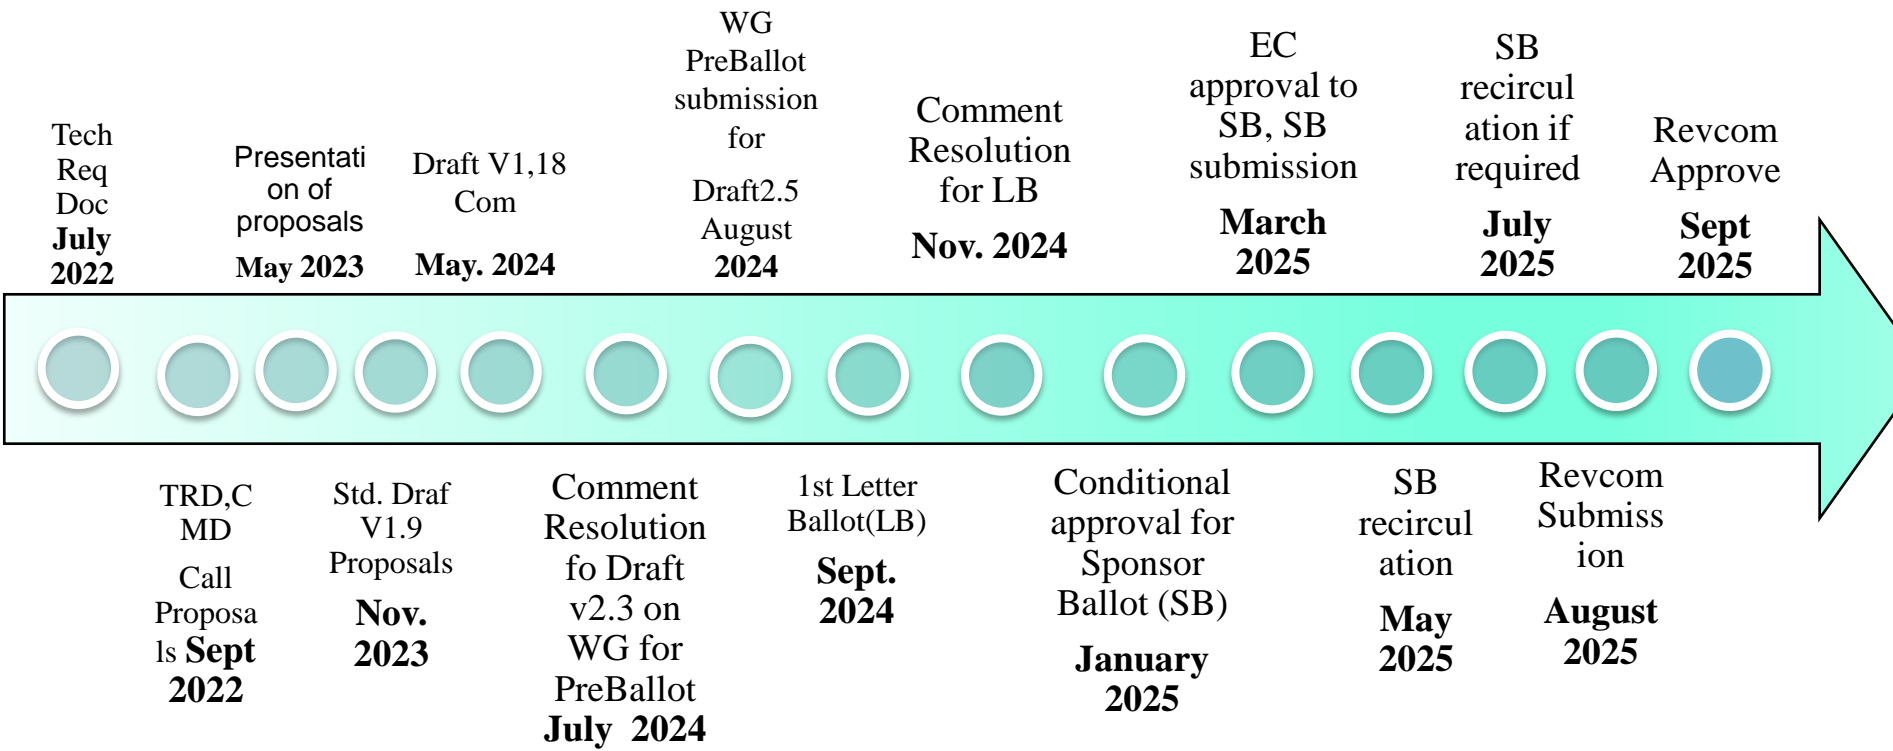 Tech
Req
Doc
July
2022
Presentati
on of
proposals
May 2023
Draft V1,18
Com
May. 2024
WG
PreBallot
submission
for
Draft2.5
August
2024
Comment
Resolution
for LB
Nov. 2024
EC
approval to
SB, SB
submission
March
2025
SB
recircul
ation if
required
July
2025
Revcom
Approve
Sept
2025
TRD,C
MD
Call
Proposa
ls Sept
2022
Std. Draf
V1.9
Proposals
Nov.
2023
Comment
Resolution
fo Draft
v2.3 on
WG for
PreBallot
July 2024
1st Letter
Ballot(LB)
Sept.
2024
Conditional
approval for
Sponsor
Ballot (SB)
January
2025
SB
recircul
ation
May
2025
Revcom
Submiss
ion
August
2025